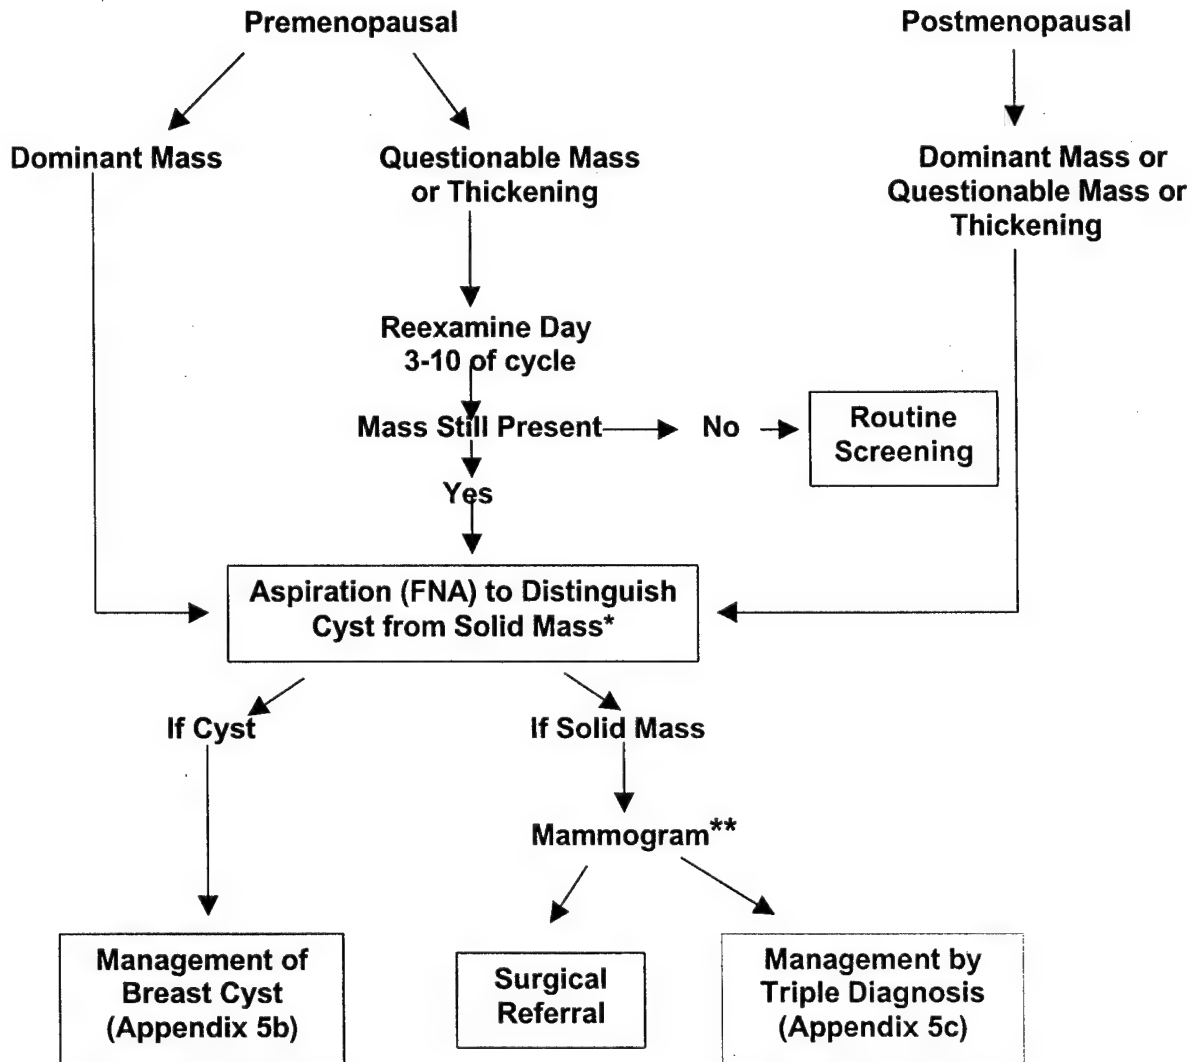 Premenopausal
Postmenopausal
Dominant Mass
Questionable Mass
or Thickening
Dominant Mass or
Questionable Mass or
Thickening
Reexamine Day
3-10 of cycle
Mass Still Present
No
Routine
Screening
Yes
Aspiration (FNA) to Distinguish
Cyst from Solid Mass*
If Cyst
If Solid Mass
Mammogram**
Management of
Breast Cyst
(Appendix 5b)
Surgical
Referral
Management by
Triple Diagnosis
(Appendix 5c)